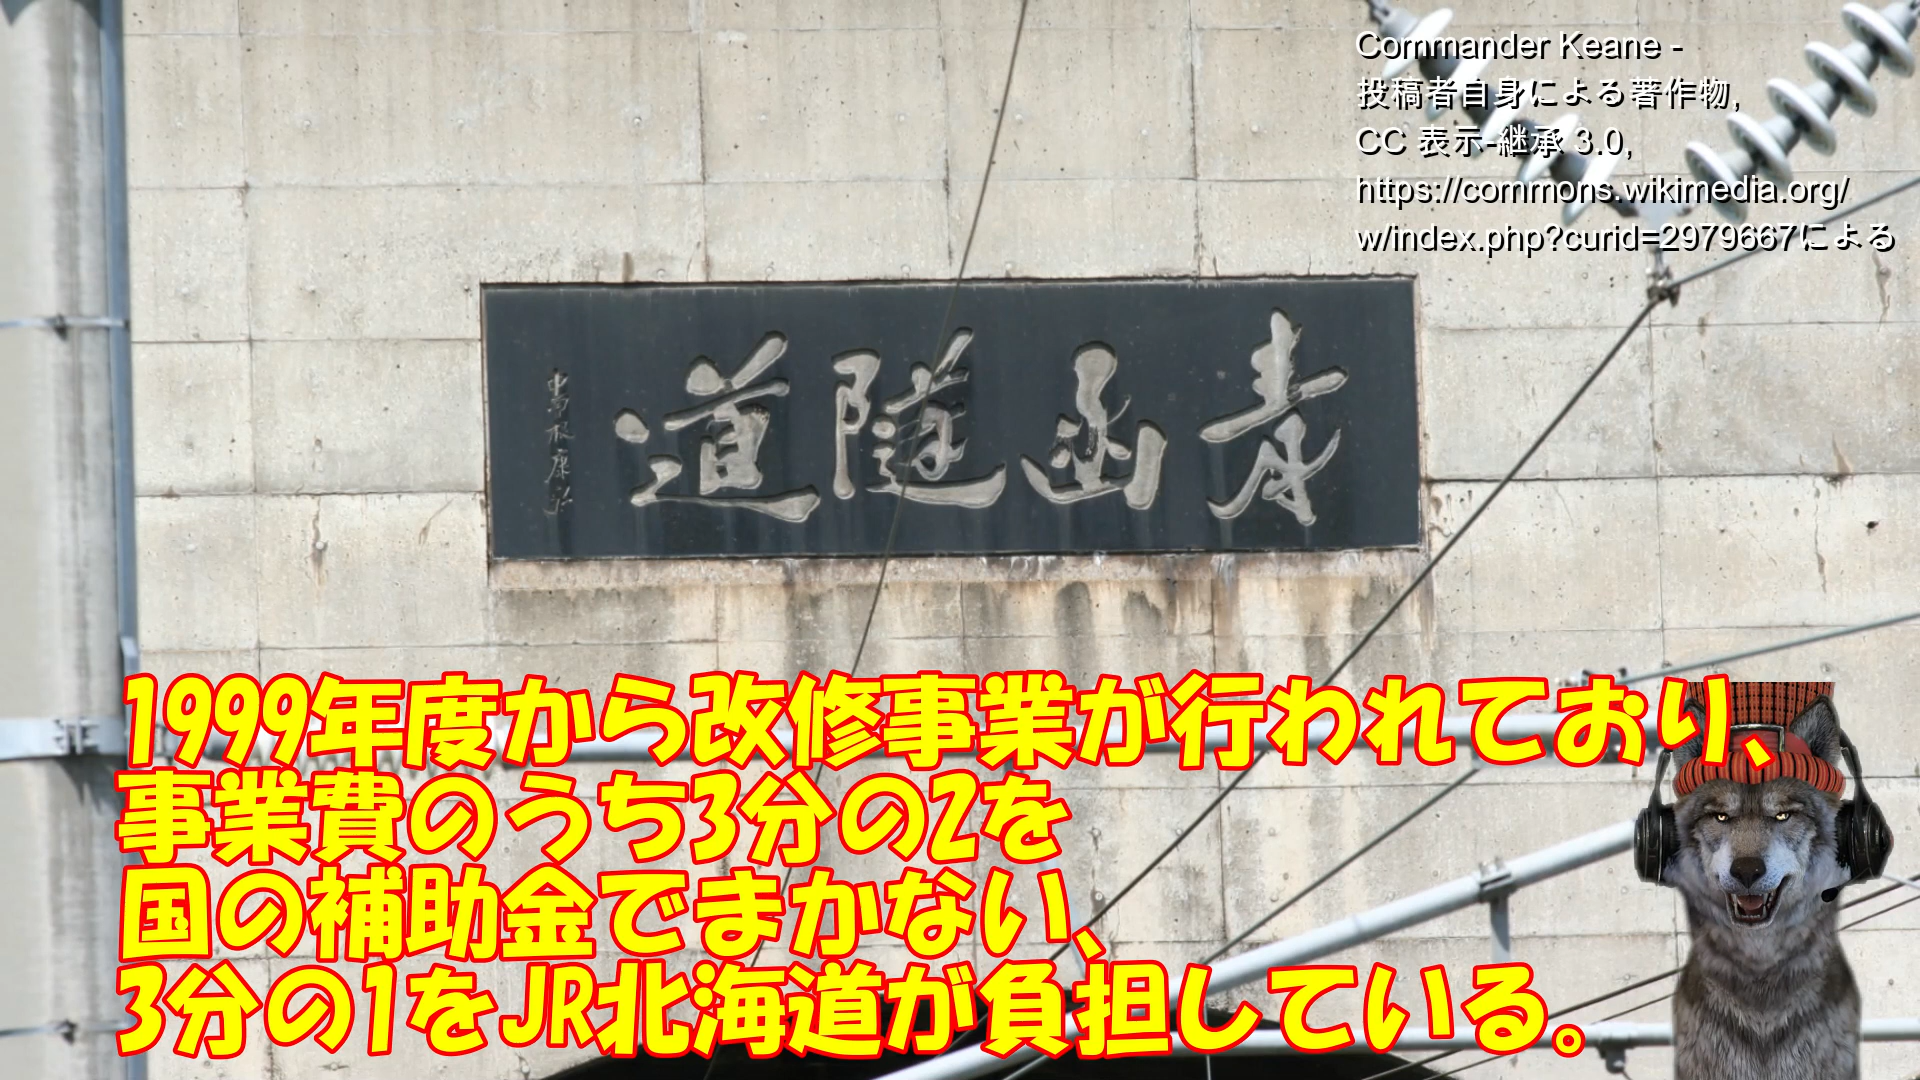 Commander Keane -
投稿者自身による著作物,
CC 表示-継承 3.0,
https://commons.wikimedia.org/
w/index.php?curid=2979667による
青函隧道
中曽根康弘
1999年度から改修事業が行われており、
事業費のうち3分の2を
国の補助金でまかない、
3分の1をJR北海道が負担している。